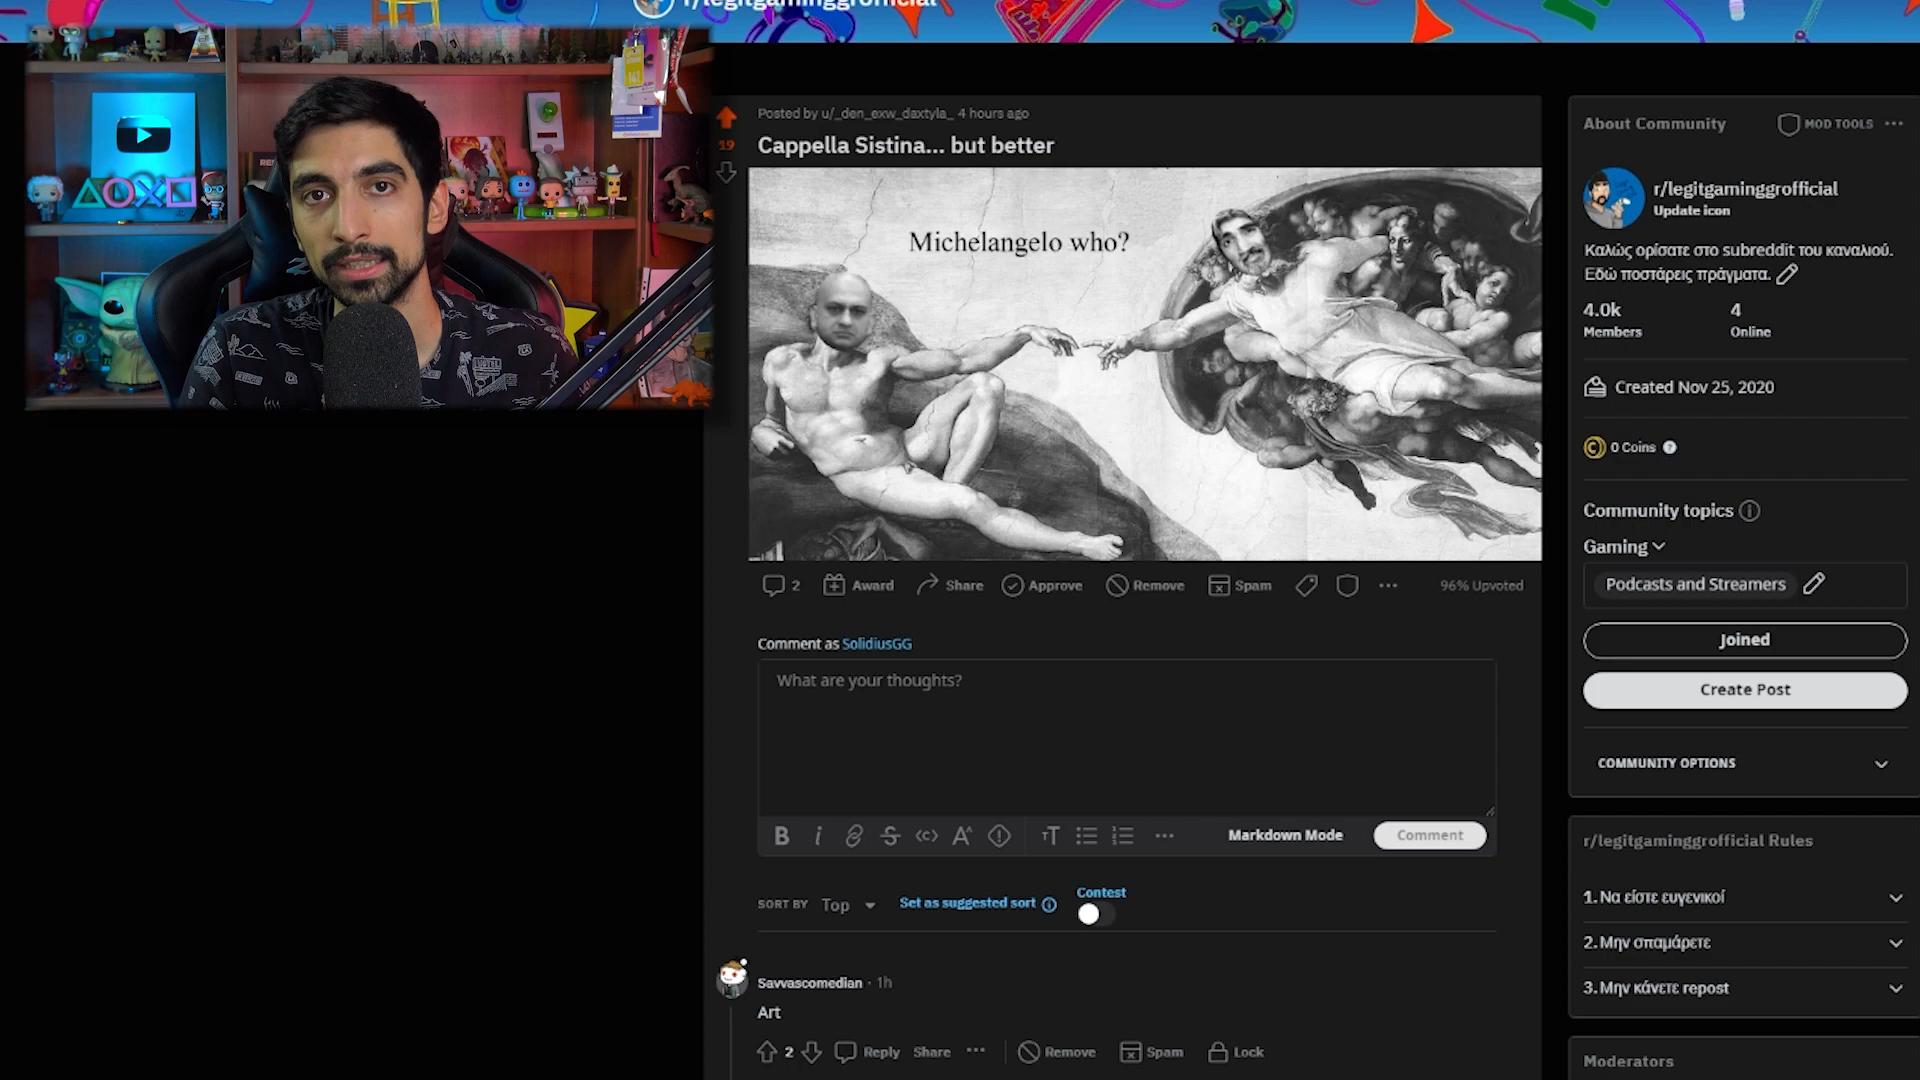 r/legitgaminggrofficial
141
Posted by u/_den_exw_daxtyla_ 4 hours ago
19
Cappella Sistina... but better
Michelangelo who?
2
Award
Share
Approve
Remove
Spam
96% Upvoted
Comment as SolidiusGG
What are your thoughts?
Markdown Mode
Comment
SORT BY Top
Set as suggested sort
Contest
Savvascomedian · 1h
Art
2
Reply
Share
Remove
Spam
Lock
About Community
MOD TOOLS
r/legitgaminggrofficial
Update icon
Καλώς ορίσατε στο subreddit του καναλιού.
Εδώ ποστάρεις πράγματα.
4.0k
4
Members
Online
Created Nov 25, 2020
0 Coins
Community topics
Gaming
Podcasts and Streamers
Joined
Create Post
COMMUNITY OPTIONS
r/legitgaminggrofficial Rules
1. Να είστε ευγενικοί
2. Μην σπαμάρετε
3. Μην κάνετε repost
Moderators